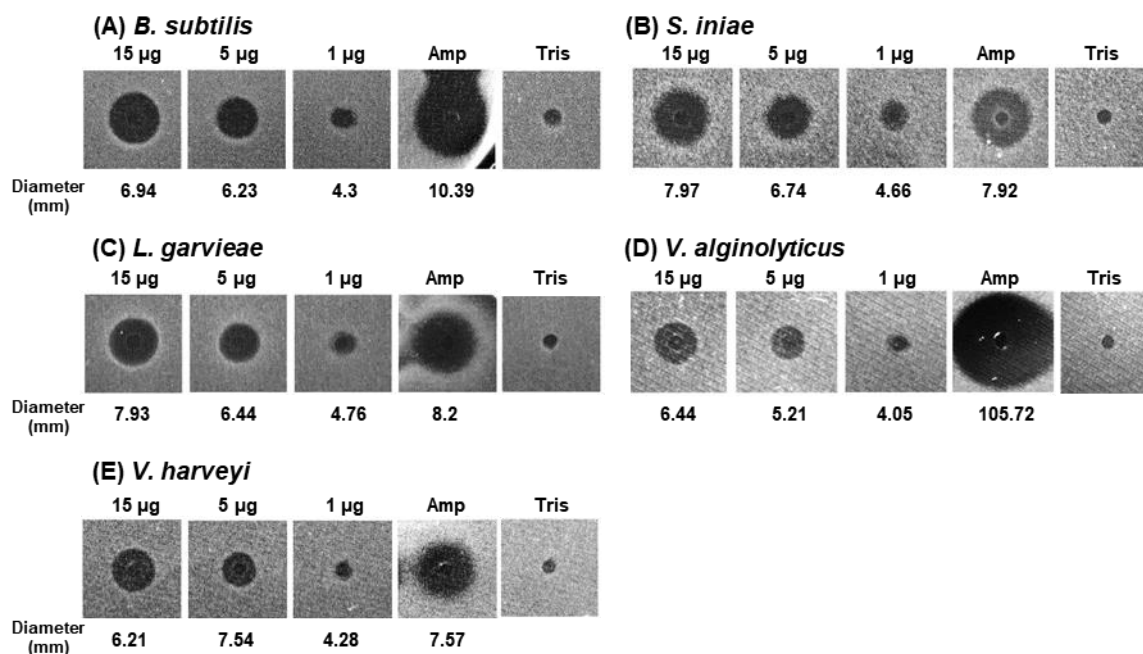 (A) B. subtilis
15 µg 5 µg 1 µg Amp Tris
Diameter
(mm)
6.94 6.23 4.3 10.39
(B) S. iniae
15 µg 5 µg 1 µg Amp Tris
7.97 6.74 4.66 7.92
(C) L. garvieae
15 µg 5 µg 1 µg Amp Tris
Diameter
(mm)
7.93 6.44 4.76 8.2
(D) V. alginolyticus
15 µg 5 µg 1 µg Amp Tris
6.44 5.21 4.05 105.72
(E) V. harveyi
15 µg 5 µg 1 µg Amp Tris
Diameter
(mm)
6.21 7.54 4.28 7.57